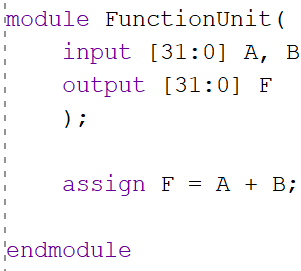 module FunctionUnit(
    input [31:0] A, B
    output [31:0] F
    );
    assign F = A + B;
endmodule